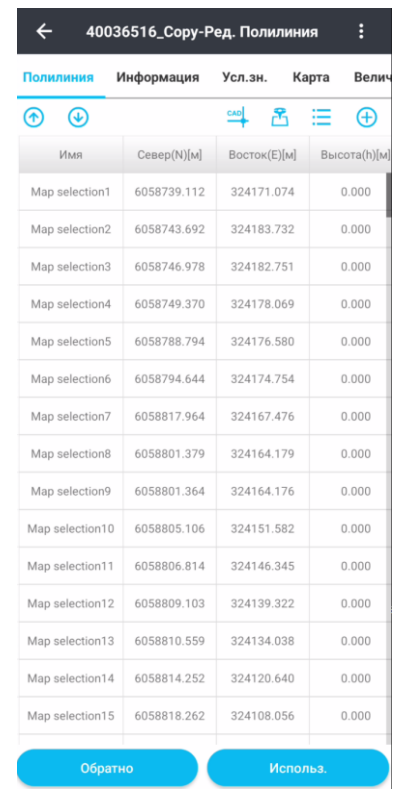 40036516_Copy-Ред. Полилиния
Полилиния Информация Усл.зн. Карта Велич
CAD
Имя Север(N)[м] Восток(E)[м] Высота(h)[м]
Map selection1 6058739.112 324171.074 0.000
Map selection2 6058743.692 324183.732 0.000
Map selection3 6058746.978 324182.751 0.000
Map selection4 6058749.370 324178.069 0.000
Map selection5 6058788.794 324176.580 0.000
Map selection6 6058794.644 324174.754 0.000
Map selection7 6058817.964 324167.476 0.000
Map selection8 6058801.379 324164.179 0.000
Map selection9 6058801.364 324164.176 0.000
Map selection10 6058805.106 324151.582 0.000
Map selection11 6058806.814 324146.345 0.000
Map selection12 6058809.103 324139.322 0.000
Map selection13 6058810.559 324134.038 0.000
Map selection14 6058814.252 324120.640 0.000
Map selection15 6058818.262 324108.056 0.000
Обратно Использ.